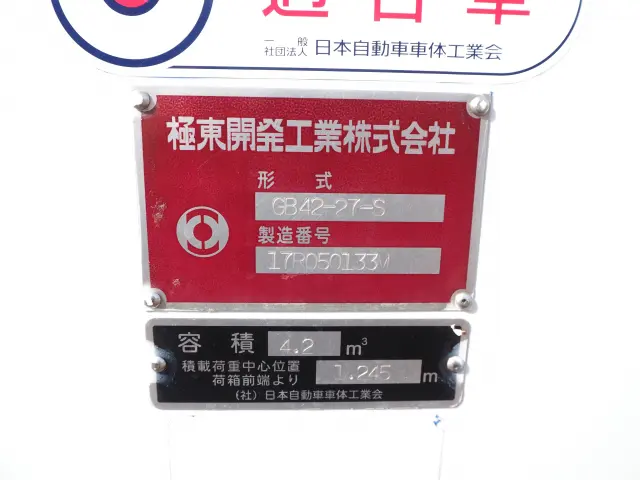 適合車
一般
社団法人 日本自動車車体工業会
極東開発工業株式会社
形 式
GB42-27-S
製造番号
容 積 4.2 m³
積載荷重中心位置
荷箱前端より 1.245 m
(社)日本自動車車体工業会